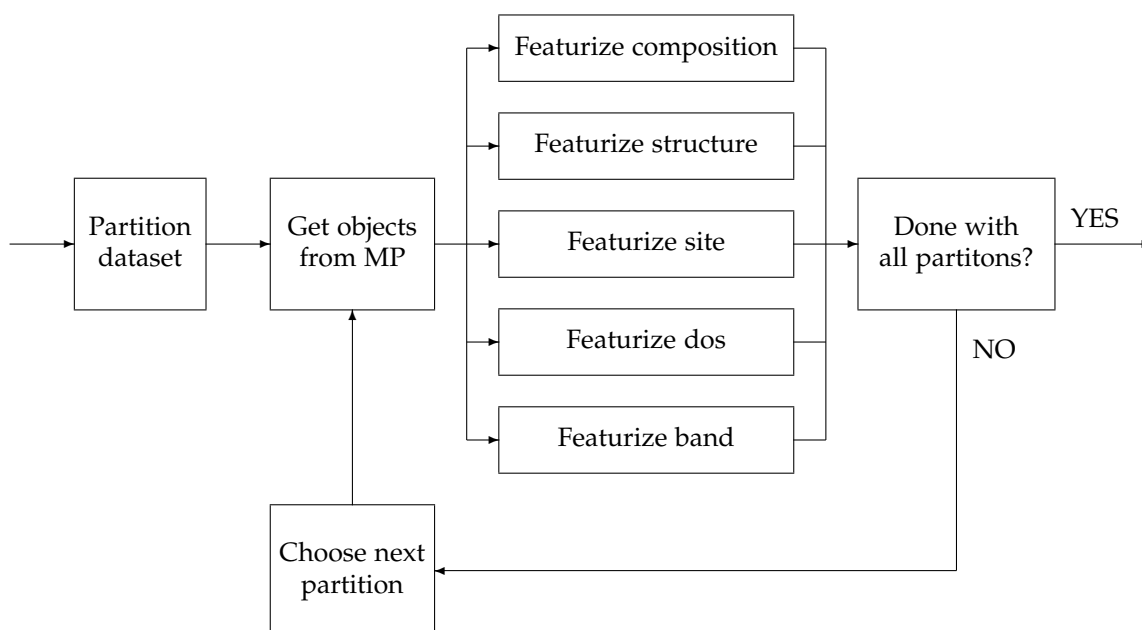 Partition
dataset
Get objects
from MP
Featurize composition
Featurize structure
Featurize site
Featurize dos
Featurize band
Done with
all partitons?
YES
NO
Choose next
partition